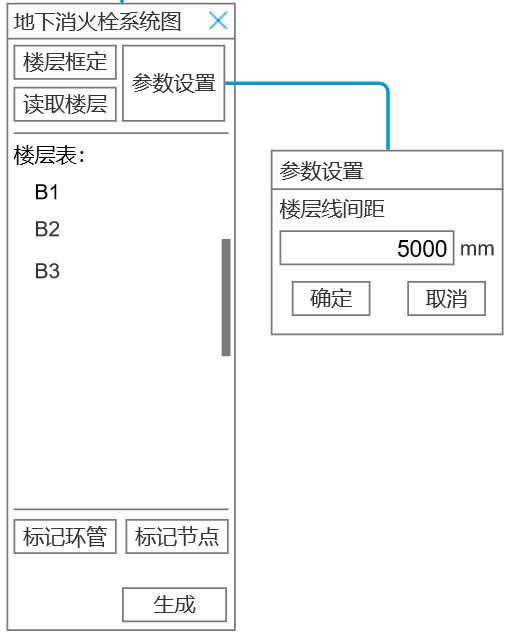 地下消火栓系统图
楼层框定
读取楼层
参数设置
楼层表:
B1
B2
B3
标记环管 标记节点
生成
参数设置
楼层线间距
5000 mm
确定 取消